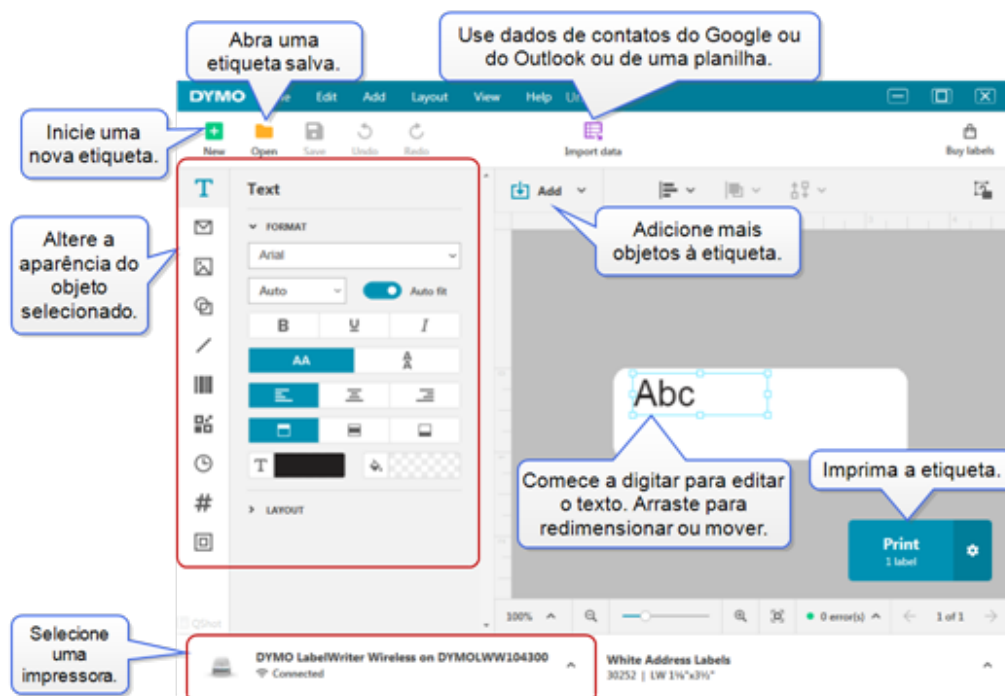 Abra uma
etiqueta salva.
Use dados de contatos do Google ou
do Outlook ou de uma planilha.
DYMO
Edit Add Layout View Help
Inicie uma
nova etiqueta.
New Open Save Undo Redo Import data Buy labels
Text
Add
FORMAT
Altere a
aparência do
objeto
selecionado.
Adicione mais
objetos à etiqueta.
Arial
Auto Auto fit
B U I
AA A
A
T
LAYOUT
#
Abc
Comece a digitar para editar
o texto. Arraste para
redimensionar ou mover.
Imprima a etiqueta.
Print
1 label
QShot
100% 0 error(s) 1 of 1
Selecione
uma
impressora.
DYMO LabelWriter Wireless on DYMOLWW104300
Connected
White Address Labels
30252 | LW 1⅛"x3½"